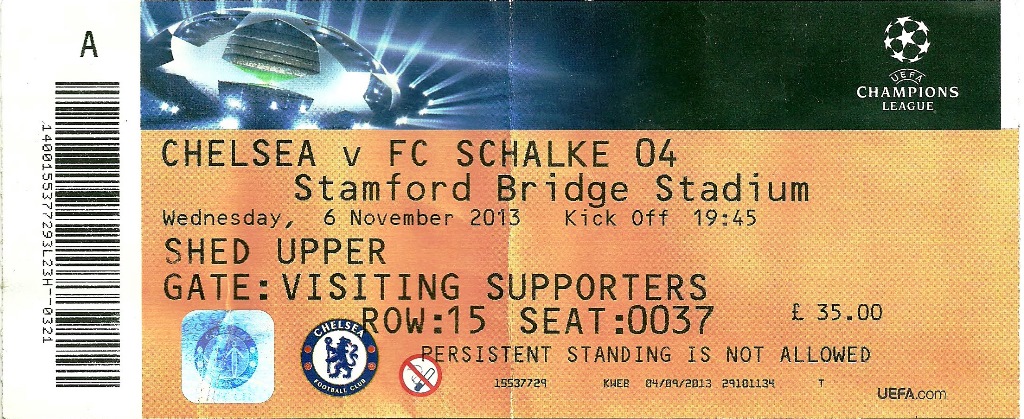 A
1400155377293L23H--0321
UEFA
CHAMPIONS
LEAGUE
CHELSEA v FC SCHALKE 04
Stamford Bridge Stadium
Wednesday, 6 November 2013 Kick Off 19:45
SHED UPPER
GATE:VISITING SUPPORTERS
£ 35.00
ROW:15 SEAT:0037
CHELSEA
FOOTBALL CLUB
PERSISTENT STANDING IS NOT ALLOWED
15537729 KWEB 04/09/2013 29101134 T
UEFA.com